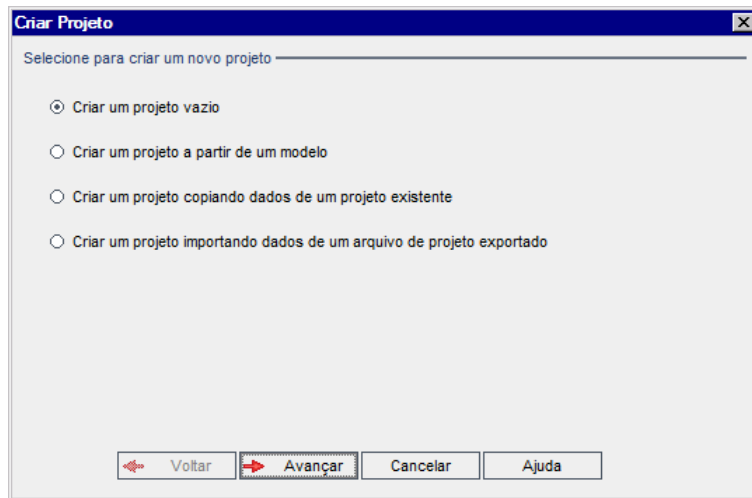 Criar Projeto
Selecione para criar um novo projeto
Criar um projeto vazio
Criar um projeto a partir de um modelo
Criar um projeto copiando dados de um projeto existente
Criar um projeto importando dados de um arquivo de projeto exportado
Voltar Avançar Cancelar Ajuda